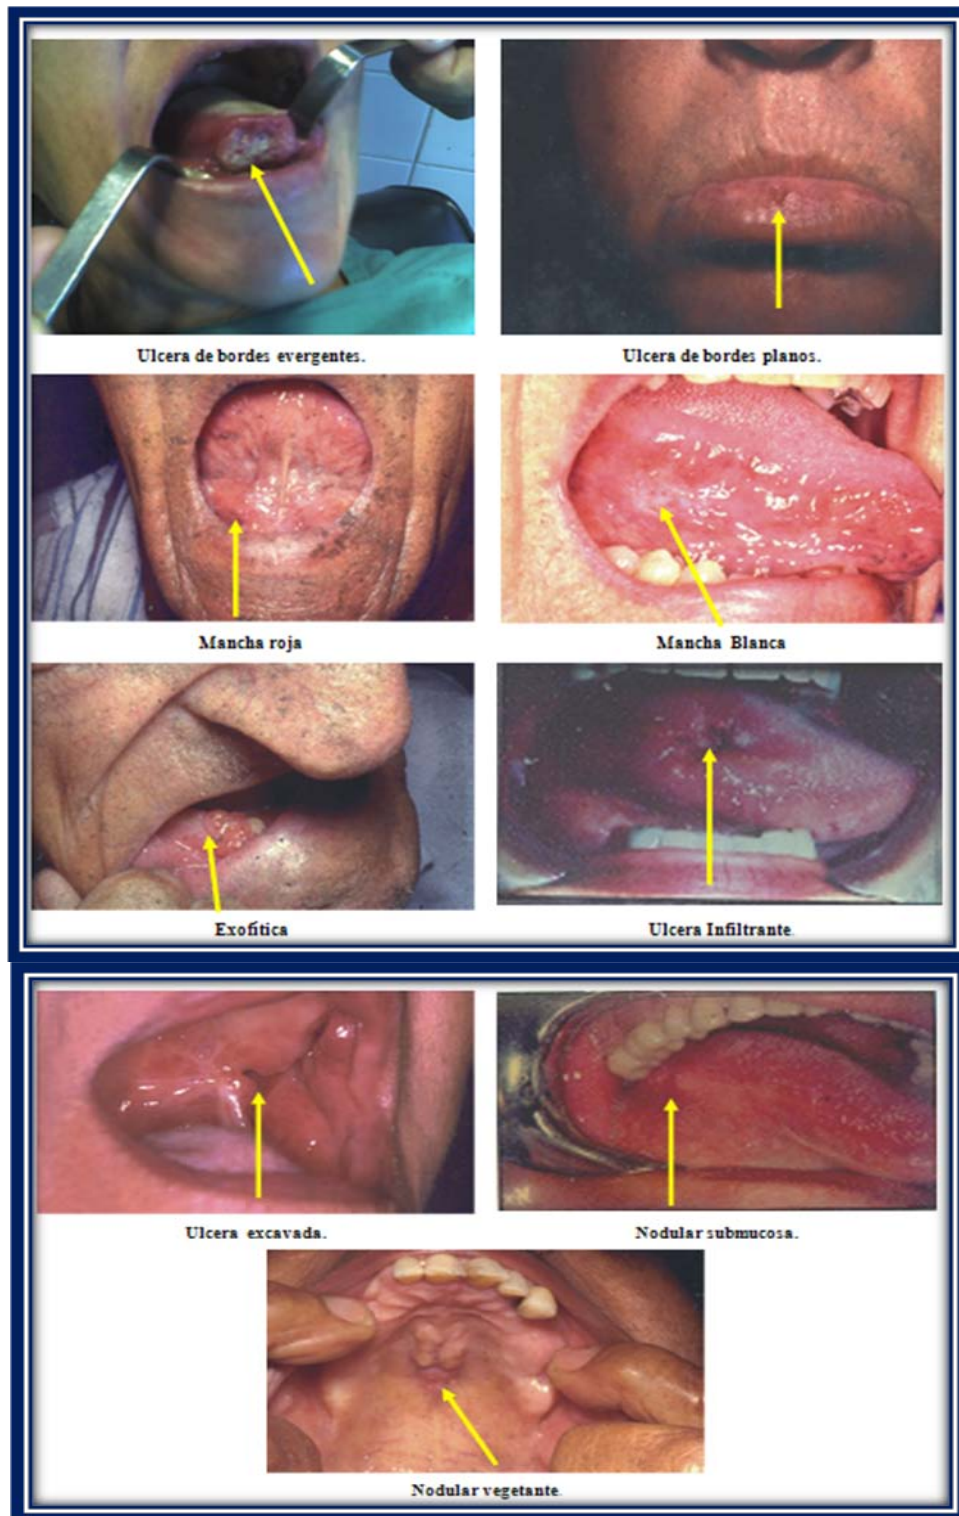 Ulcera de bordes evergentes.
Ulcera de bordes planos.
Mancha roja
Mancha Blanca
Exofítica
Ulcera Infiltrante.
Ulcera excavada.
Nodular submucosa.
Nodular vegetante.